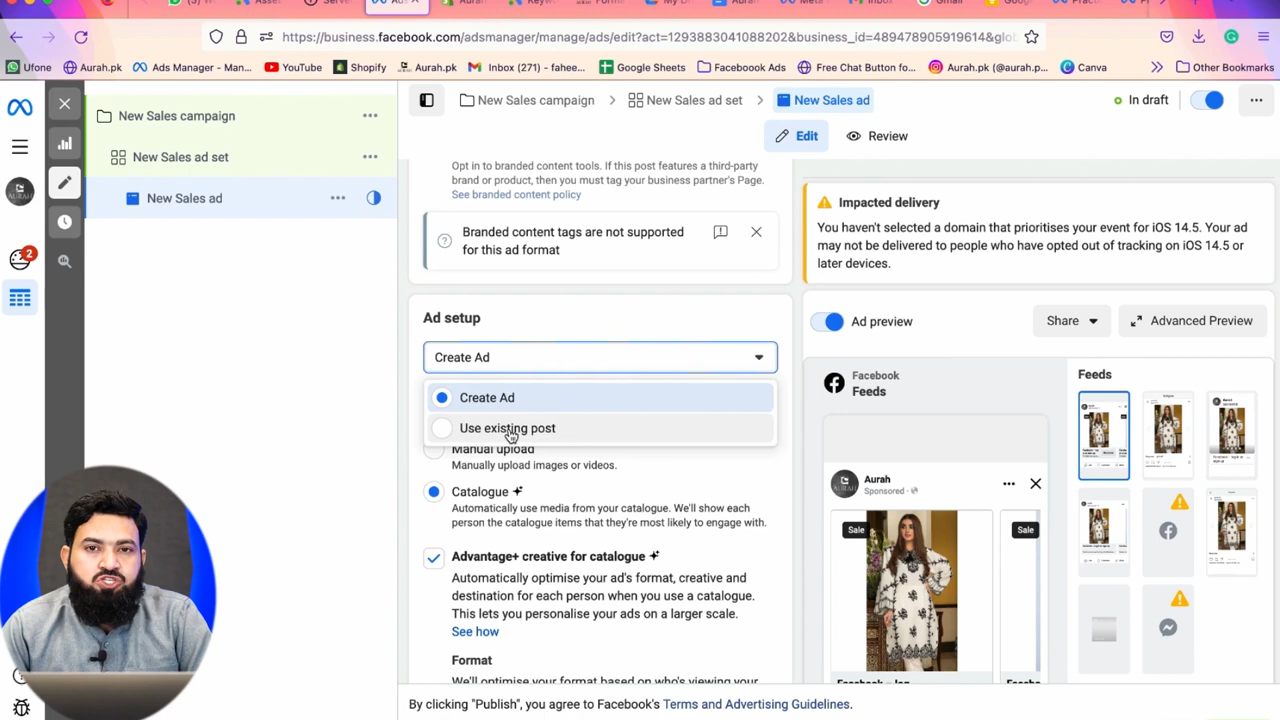 https://business.facebook.com/adsmanager/manage/ads/edit?act=1293883041088202&business_id=489478905919614&glo
Ufone
Aurah.pk
Ads Manager - Man...
YouTube
Shopify
Aurah.pk
Inbox (271) - fahee...
Google Sheets
Faceboook Ads
Free Chat Button fo...
Aurah.pk (@aurah.p...
Canva
Other Bookmarks
New Sales campaign
New Sales ad set
New Sales ad
2
New Sales campaign
New Sales ad set
New Sales ad
In draft
Edit
Review
Opt in to branded content tools. If this post features a third-party
brand or product, then you must tag your business partner's Page.
See branded content policy
Branded content tags are not supported
for this ad format
Ad setup
Create Ad
Create Ad
Use existing post
Manual upload
Manually upload images or videos.
Catalogue
Automatically use media from your catalogue. We'll show each
person the catalogue items that they're most likely to engage with.
Advantage+ creative for catalogue
Automatically optimise your ad's format, creative and
destination for each person when you use a catalogue.
This lets you personalise your ads on a larger scale.
See how
Format
We'll optimise your format based on who's viewing your
Impacted delivery
You haven't selected a domain that prioritises your event for iOS 14.5. Your ad
may not be delivered to people who have opted out of tracking on iOS 14.5 or
later devices.
Ad preview
Share
Advanced Preview
Facebook
Feeds
Aurah
Sponsored
Sale
Sale
Feeds
By clicking "Publish", you agree to Facebook's Terms and Advertising Guidelines.